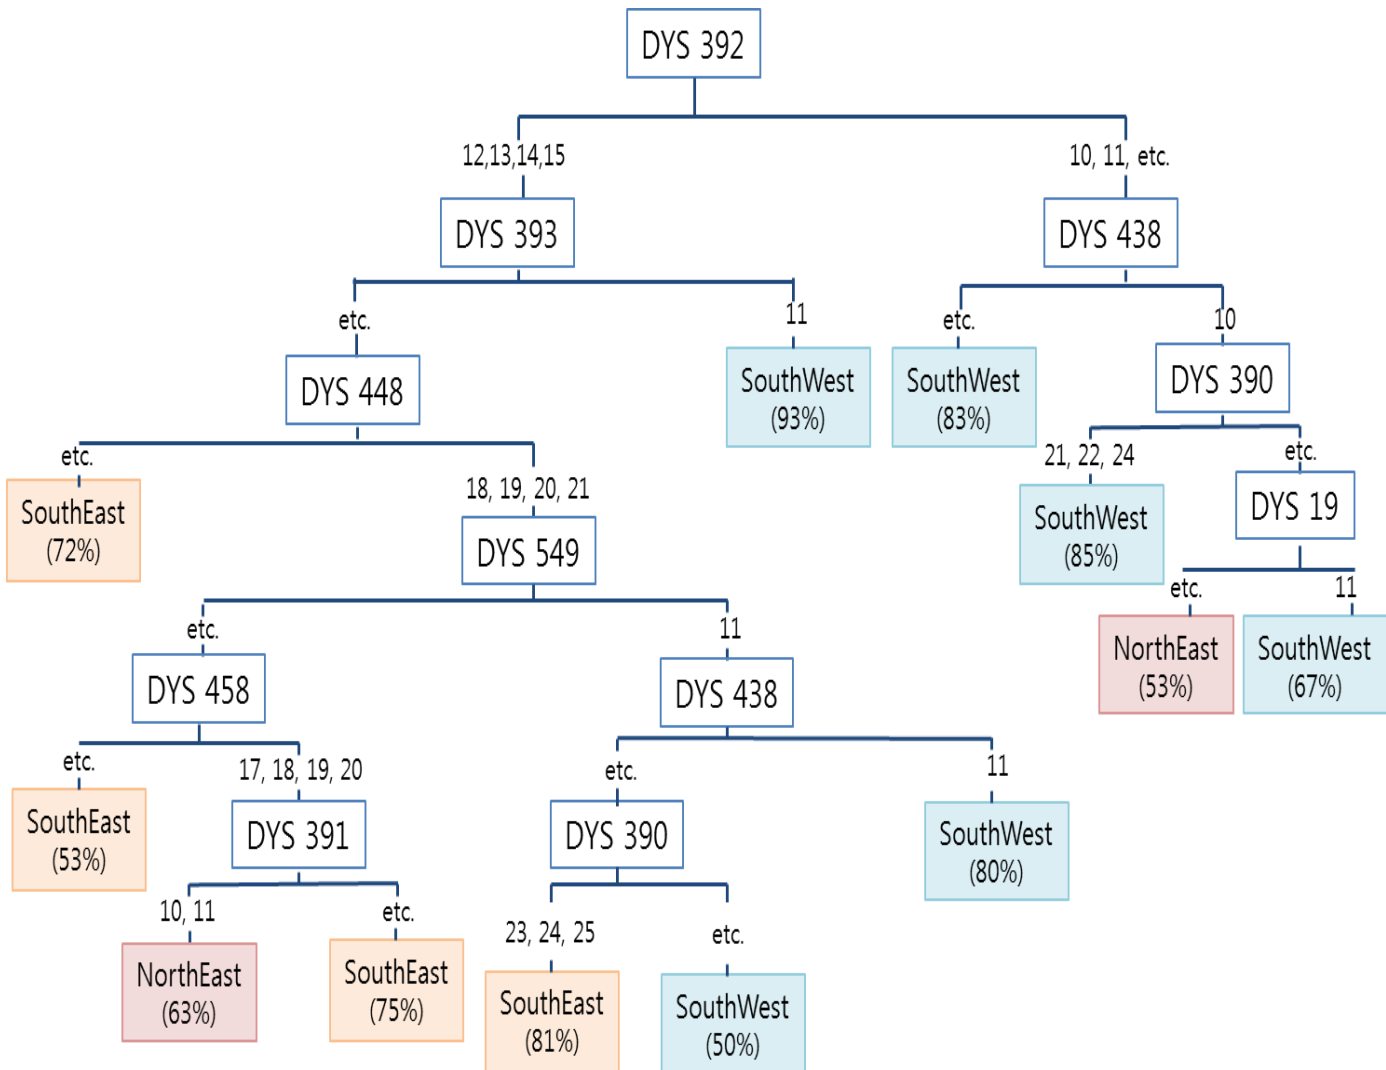 DYS 392
12,13,14,15
10, 11, etc.
DYS 393
DYS 438
etc.
11
etc.
10
DYS 448
SouthWest
(93%)
SouthWest
(83%)
DYS 390
etc.
18, 19, 20, 21
21, 22, 24
etc.
SouthEast
(72%)
DYS 549
SouthWest
(85%)
DYS 19
etc.
11
etc.
11
DYS 458
DYS 438
NorthEast
(53%)
SouthWest
(67%)
etc.
17, 18, 19, 20
etc.
11
SouthEast
(53%)
DYS 391
DYS 390
SouthWest
(80%)
10, 11
etc.
23, 24, 25
etc.
NorthEast
(63%)
SouthEast
(75%)
SouthEast
(81%)
SouthWest
(50%)